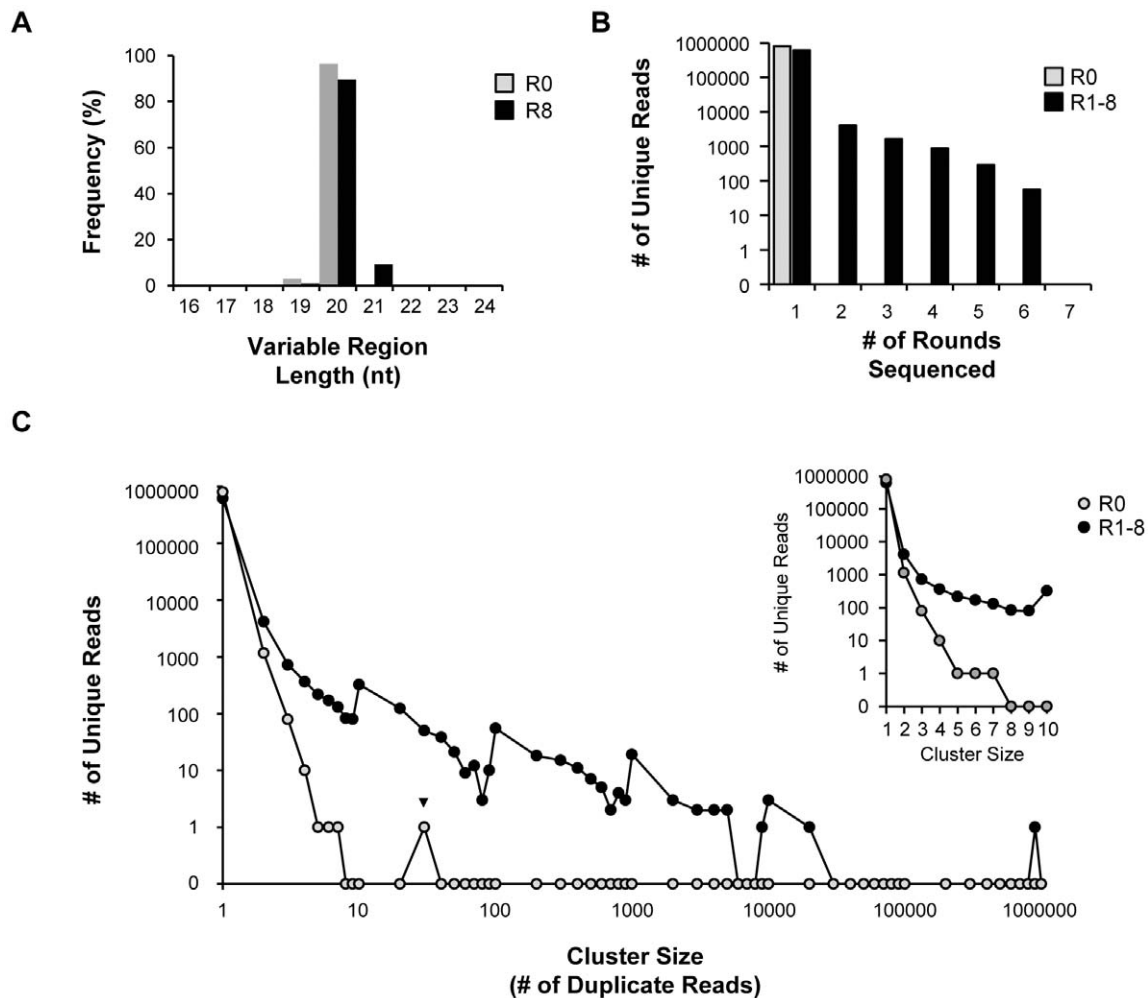 A
Frequency (%)
100
80
60
40
20
0
16 17 18 19 20 21 22 23 24
Variable Region
Length (nt)
R0
R8
B
# of Unique Reads
1000000
100000
10000
1000
100
10
1
0
1 2 3 4 5 6 7
# of Rounds
Sequenced
R0
R1-8
C
# of Unique Reads
1000000
100000
10000
1000
100
10
1
0
1 10 100 1000 10000 100000 1000000
Cluster Size
(# of Duplicate Reads)
# of Unique Reads
1000000
100000
10000
1000
100
10
1
0
1 2 3 4 5 6 7 8 9 10
Cluster Size
R0
R1-8